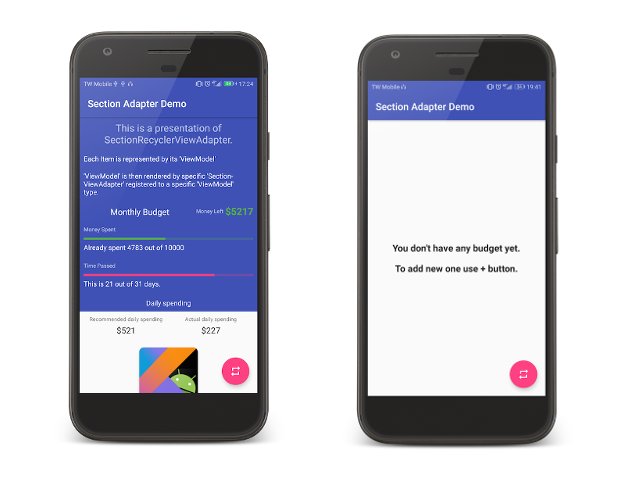 TW Mobile 17:24
Section Adapter Demo
This is a presentation of
SectionRecyclerViewAdapter.
Each Item is represented by its 'ViewModel'
'ViewModel' is then rendered by specific 'Section-
ViewAdapter' registered to a specific 'ViewModel'
type.
Monthly Budget Money Left $5217
Money Spent
Already spent 4783 out of 10000
Time Passed
This is 21 out of 31 days.
Daily spending
Recommended daily spending Actual daily spending
$521 $227
TW Mobile 19:41
Section Adapter Demo
You don't have any budget yet.
To add new one use + button.